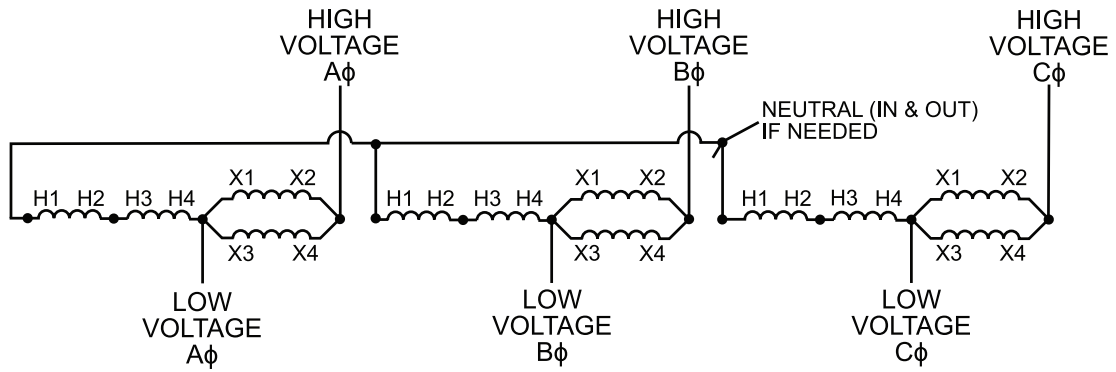 HIGH
VOLTAGE
Aϕ
HIGH
VOLTAGE
Bϕ
HIGH
VOLTAGE
Cϕ
NEUTRAL (IN & OUT)
IF NEEDED
H1 H2 H3 H4 X1 X2
H1 H2 H3 H4 X1 X2
H1 H2 H3 H4 X1 X2
X3 X4
X3 X4
X3 X4
LOW
VOLTAGE
Aϕ
LOW
VOLTAGE
Bϕ
LOW
VOLTAGE
Cϕ